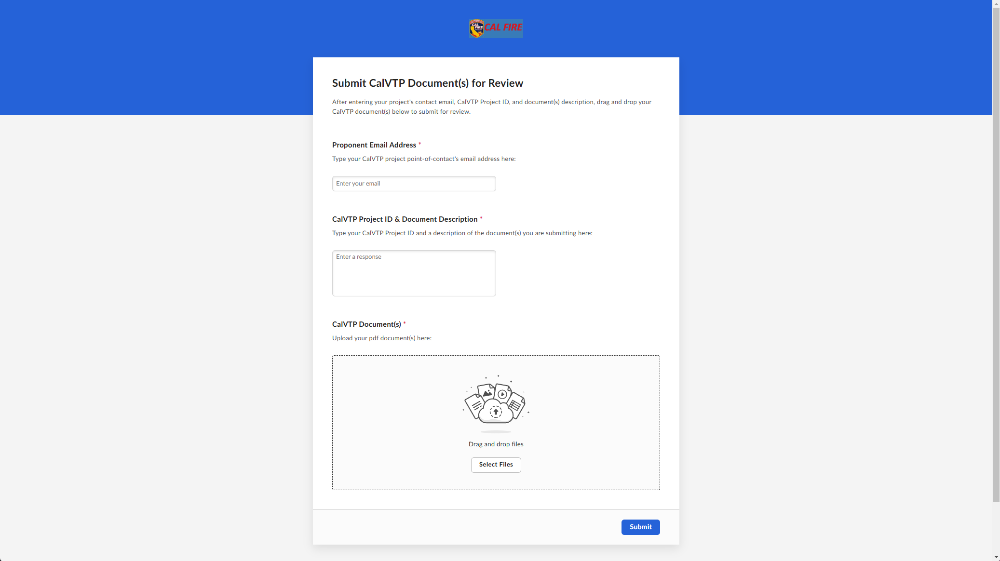 CAL
FIRE
CAL FIRE
Submit CalVTP Document(s) for Review
After entering your project's contact email, CalVTP Project ID, and document(s) description, drag and drop your
CalVTP document(s) below to submit for review.
Proponent Email Address *
Type your CalVTP project point-of-contact's email address here:
Enter your email
CalVTP Project ID & Document Description *
Type your CalVTP Project ID and a description of the document(s) you are submitting here:
Enter a response
CalVTP Document(s) *
Upload your pdf document(s) here:
Drag and drop files
Select Files
Submit